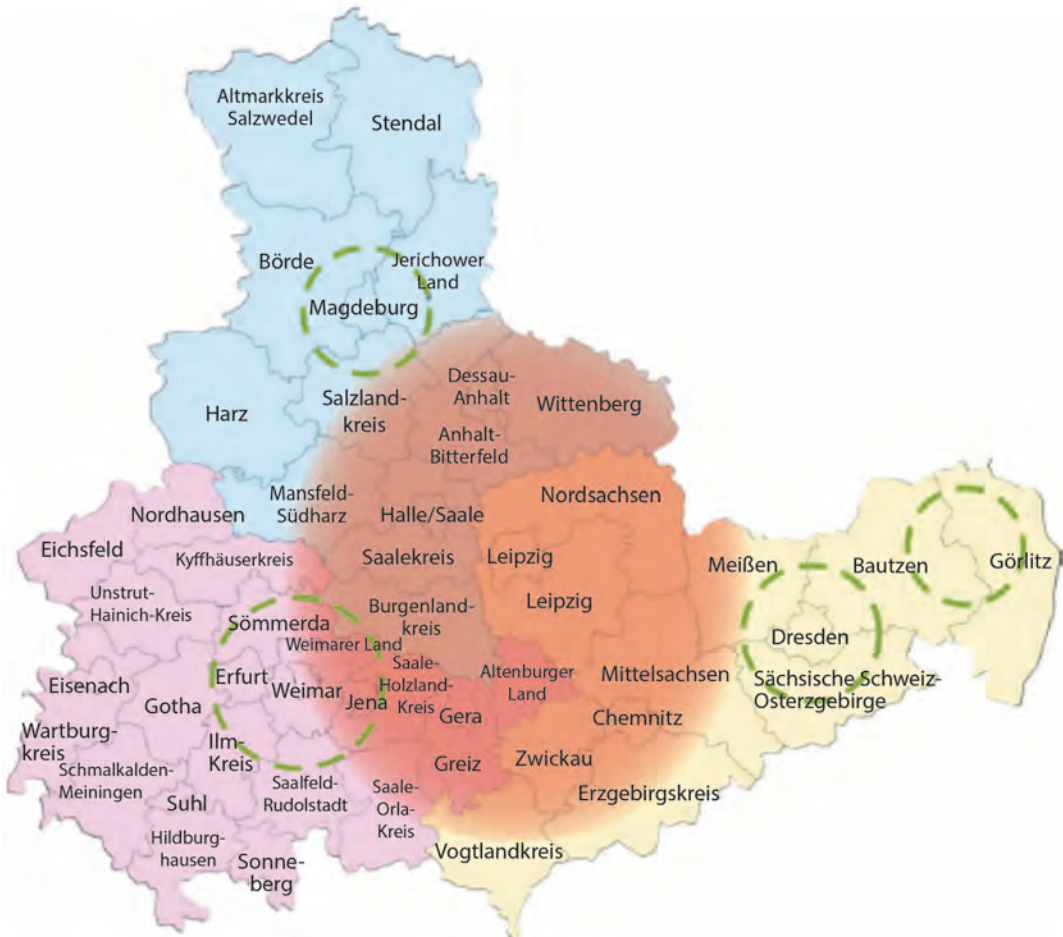 Altmarkkreis
Salzwedel
Stendal
Börde
Jerichower
Land
Magdeburg
Harz
Salzland-
kreis
Dessau-
Anhalt
Wittenberg
Anhalt-
Bitterfeld
Mansfeld-
Südharz
Halle/Saale
Nordsachsen
Nordhausen
Eichsfeld
Kyffhäuserkreis
Saalekreis
Leipzig
Meißen
Bautzen
Görlitz
Unstrut-
Hainich-Kreis
Sömmerda
Burgenland-
kreis
Leipzig
Dresden
Weimarer Land
Eisenach
Erfurt
Weimar
Jena
Saale-
Holzland-
Kreis
Altenburger
Land
Mittelsachsen
Sächsische Schweiz-
Osterzgebirge
Gotha
Gera
Chemnitz
Wartburg-
kreis
Ilm-
Kreis
Greiz
Zwickau
Schmalkalden-
Meiningen
Saalfeld-
Rudolstadt
Saale-
Orla-
Kreis
Erzgebirgskreis
Suhl
Hildburg-
hausen
Sonne-
berg
Vogtlandkreis